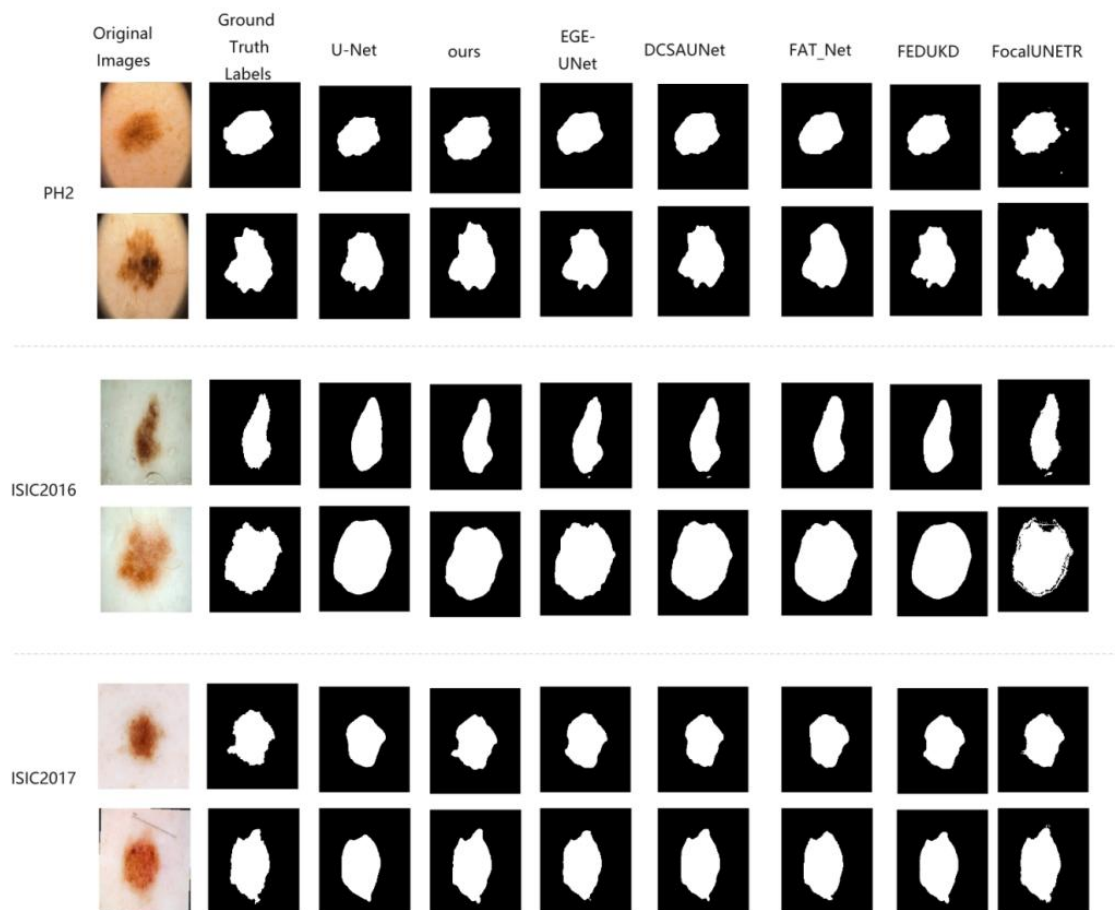 Original
Images
Ground
Truth
Labels
U-Net
ours
EGE-
UNet
DCSAUNet
FAT_Net
FEDUKD
FocalUNETR
PH2
ISIC2016
ISIC2017